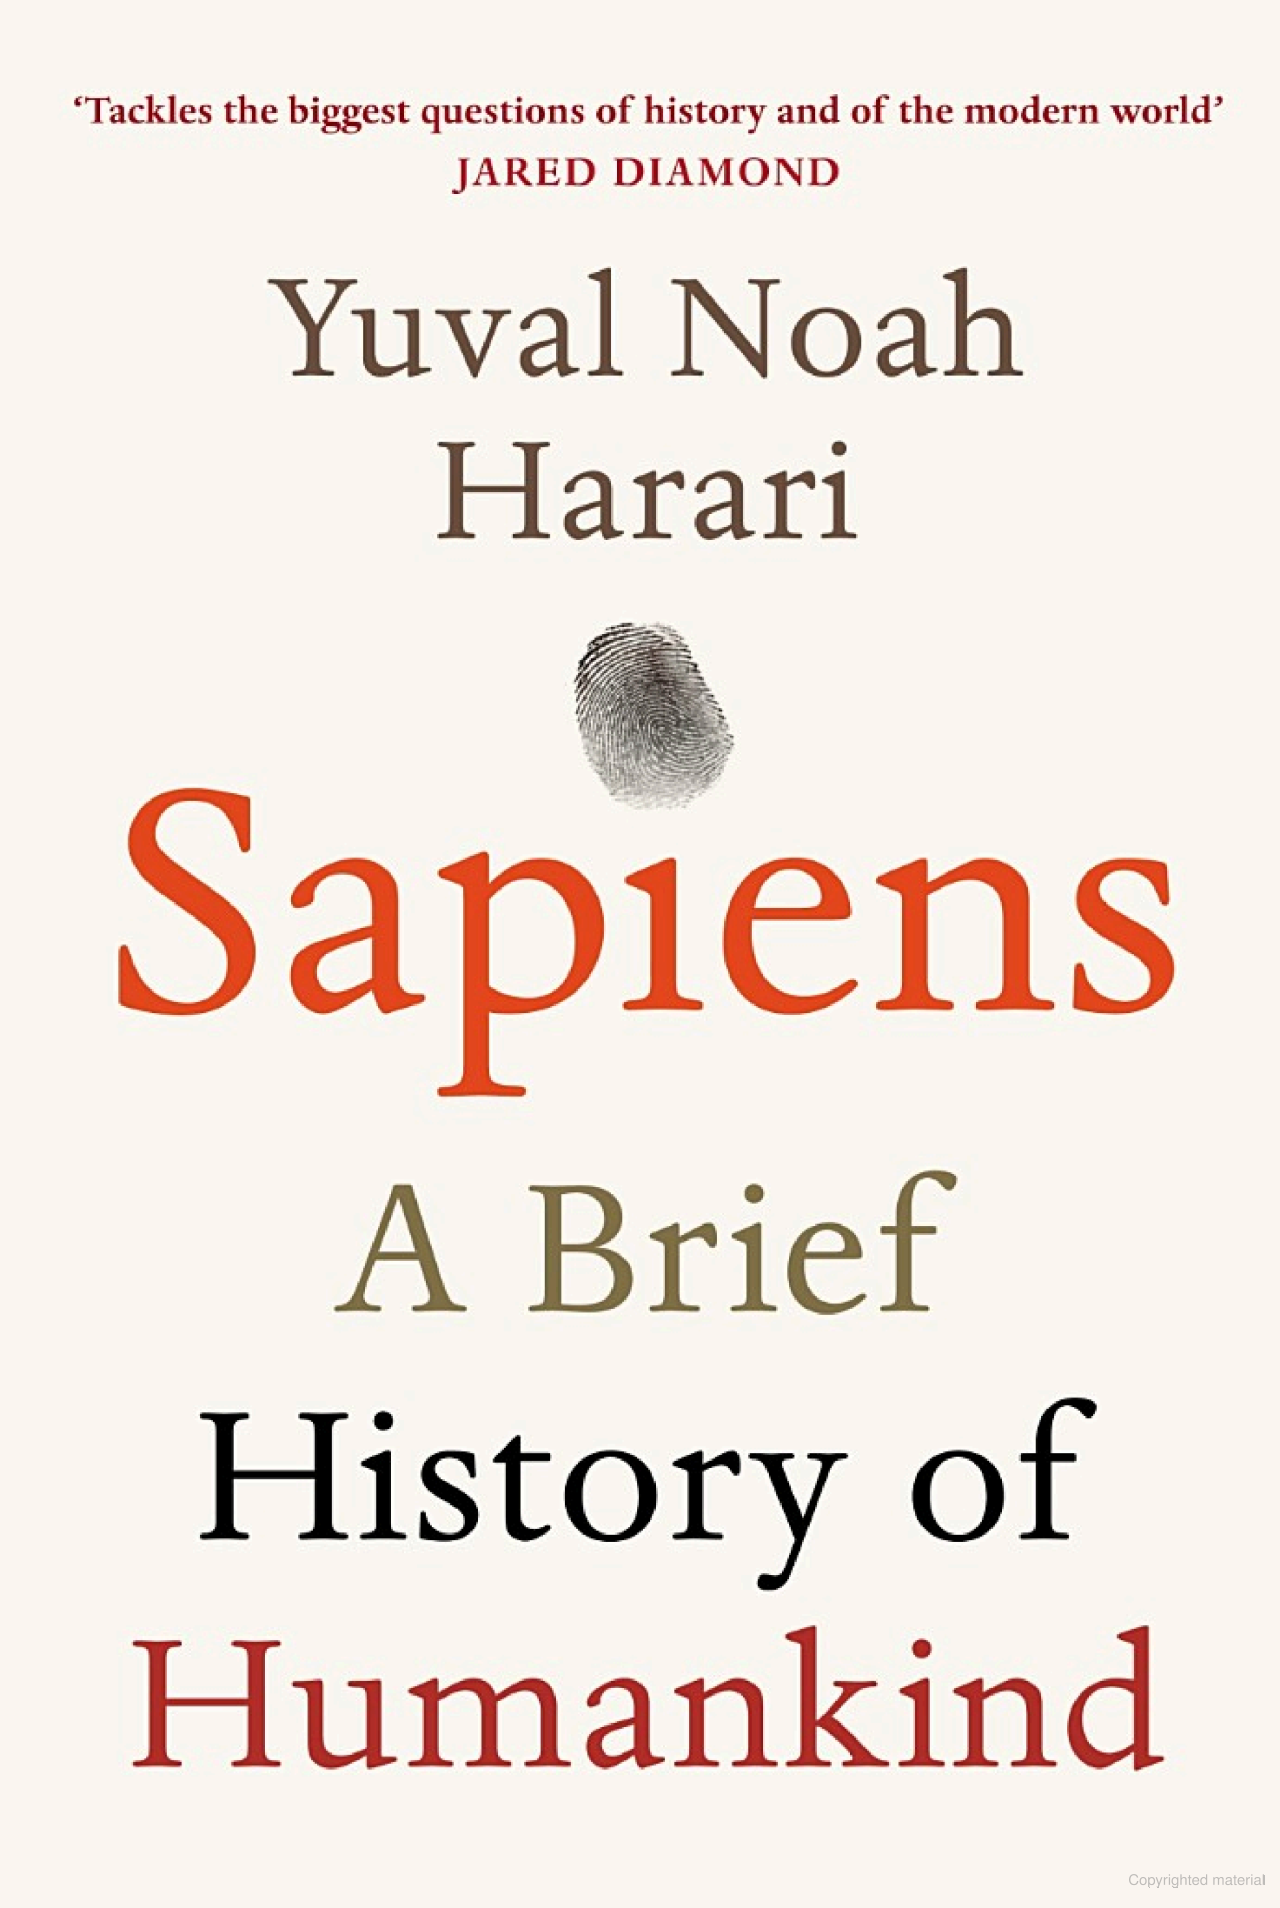 ‘Tackles the biggest questions of history and of the modern world’
JARED DIAMOND
Yuval Noah
Harari
Sapiens
A Brief
History of
Humankind
Copyrighted material